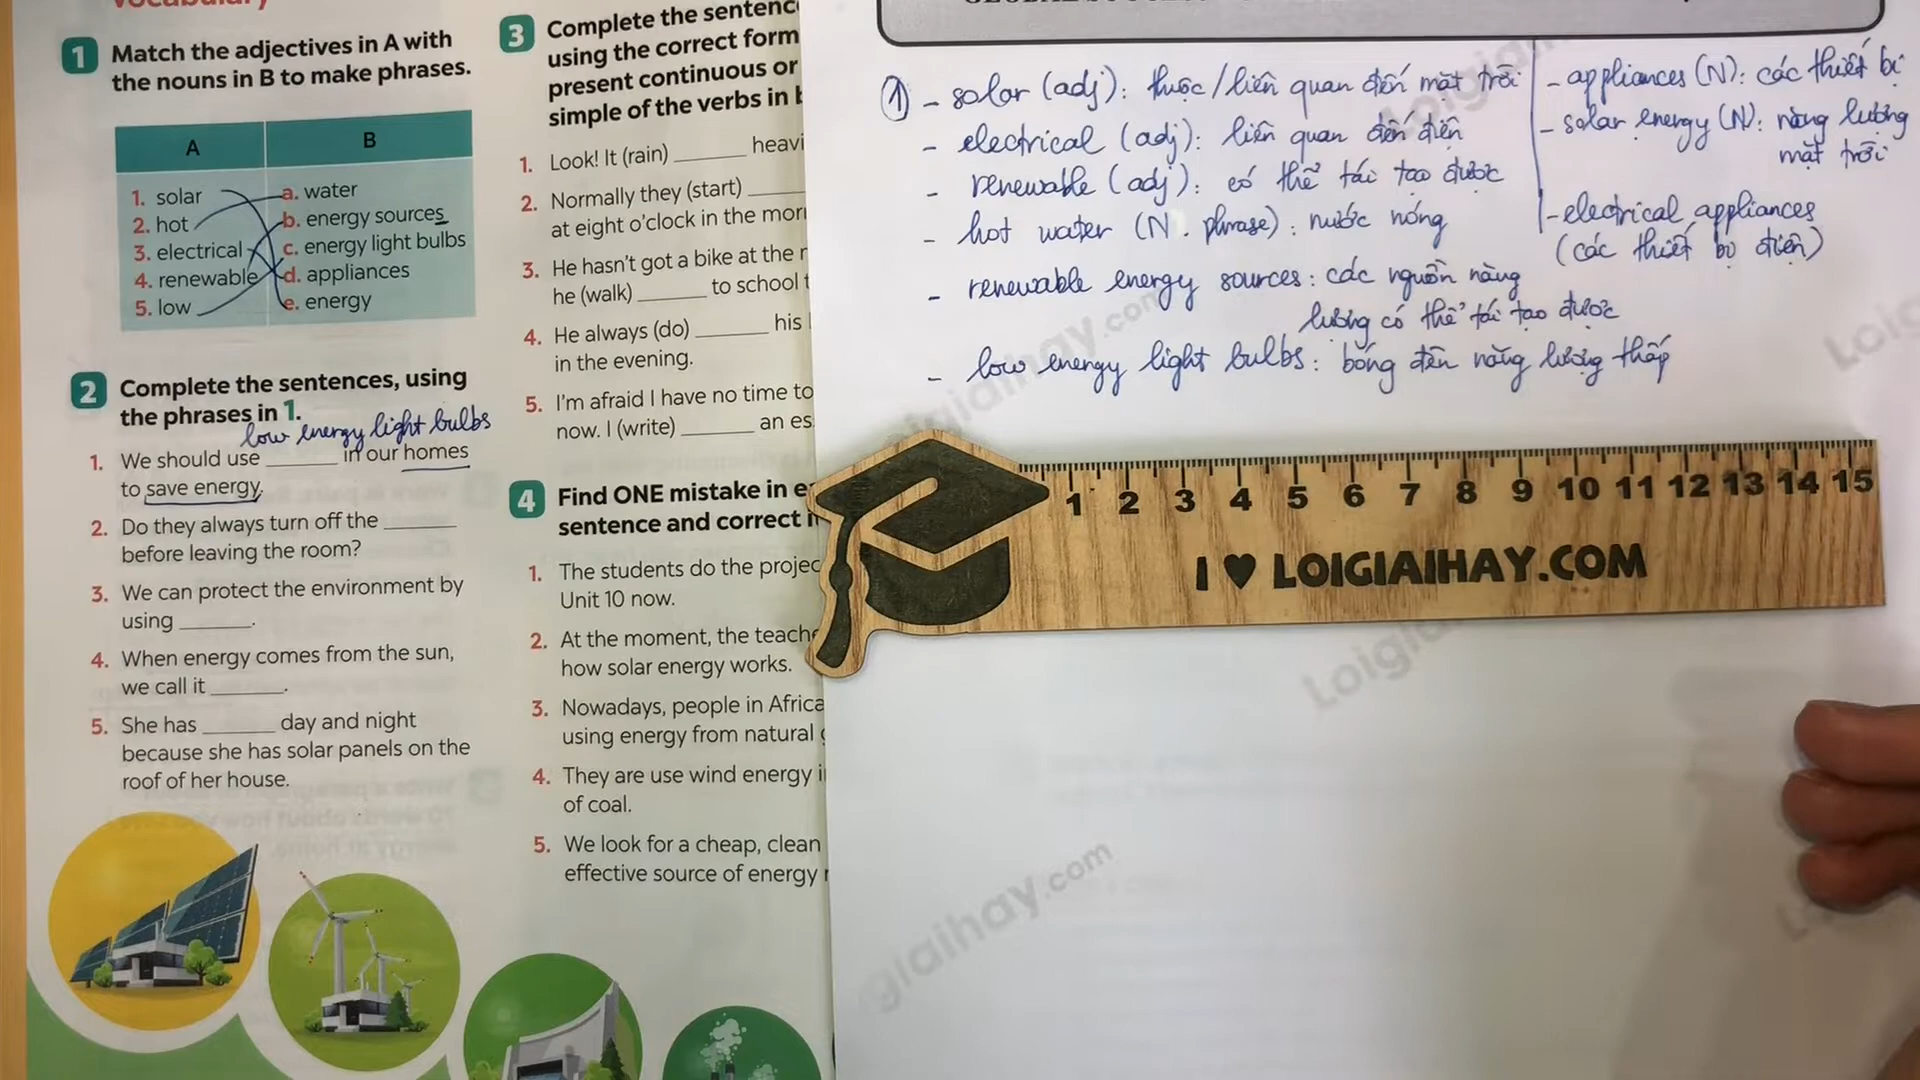 Vocabulary
1 Match the adjectives in A with
the nouns in B to make phrases.
A B
1. solar
2. hot
3. electrical
4. renewable
5. low
a. water
b. energy sources
c. energy light bulbs
d. appliances
e. energy
2 Complete the sentences, using
the phrases in 1.
low energy light bulbs
1. We should use ______ in our homes
to save energy.
2. Do they always turn off the ______
before leaving the room?
3. We can protect the environment by
using ______.
4. When energy comes from the sun,
we call it ______.
5. She has ______ day and night
because she has solar panels on the
roof of her house.
3 Complete the sentenc
using the correct form
present continuous or
simple of the verbs in b
1. Look! It (rain) ______ heavi
2. Normally they (start) ______
at eight o'clock in the mor
3. He hasn't got a bike at the
he (walk) ______ to school
4. He always (do) ______ his
in the evening.
5. I'm afraid I have no time to
now. I (write) ______ an es
4 Find ONE mistake in e
sentence and correct
1. The students do the projec
Unit 10 now.
2. At the moment, the teache
how solar energy works.
3. Nowadays, people in Africa
using energy from natural
4. They are use wind energy i
of coal.
5. We look for a cheap, clean
effective source of energy
1 - solar (adj): thuộc/liên quan đến mặt trời
- electrical (adj): liên quan đến điện
- renewable (adj): có thể tái tạo được
- hot water (N. phrase): nước nóng
- renewable energy sources: các nguồn năng
lượng có thể tái tạo được
- low energy light bulbs: bóng đèn năng lượng thấp
- appliances (N): các thiết bị
- solar energy (N): năng lượng
mặt trời
- electrical appliances
(các thiết bị điện)
1 2 3 4 5 6 7 8 9 10 11 12 13 14 15
I ♥ LOIGIAIHAY.COM
Loigiaihay.com